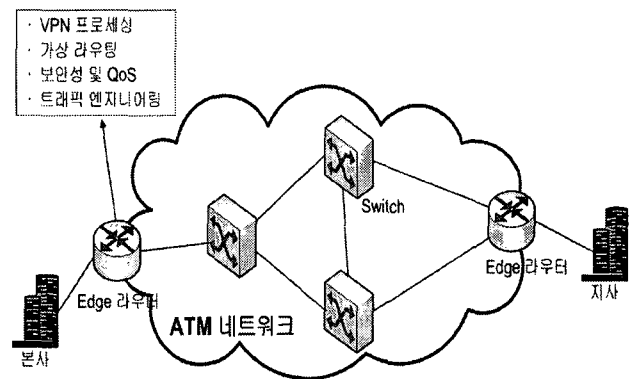 · VPN 프로세싱
· 가상 라우팅
· 보안성 및 QoS
· 트래픽 엔지니어링
Switch
Edge 라우터
Edge 라우터
지사
ATM 네트워크
본사